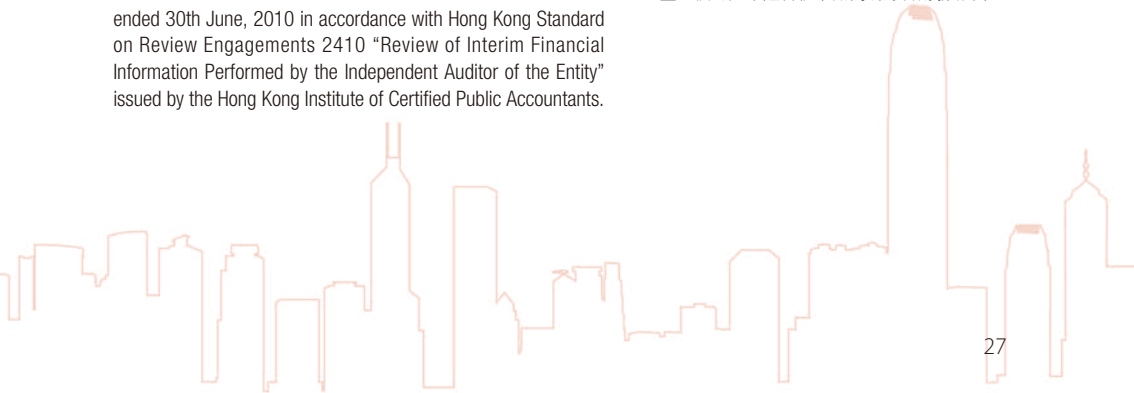 ended 30th June, 2010 in accordance with Hong Kong Standard
on Review Engagements 2410 “Review of Interim Financial
Information Performed by the Independent Auditor of the Entity”
issued by the Hong Kong Institute of Certified Public Accountants.
27